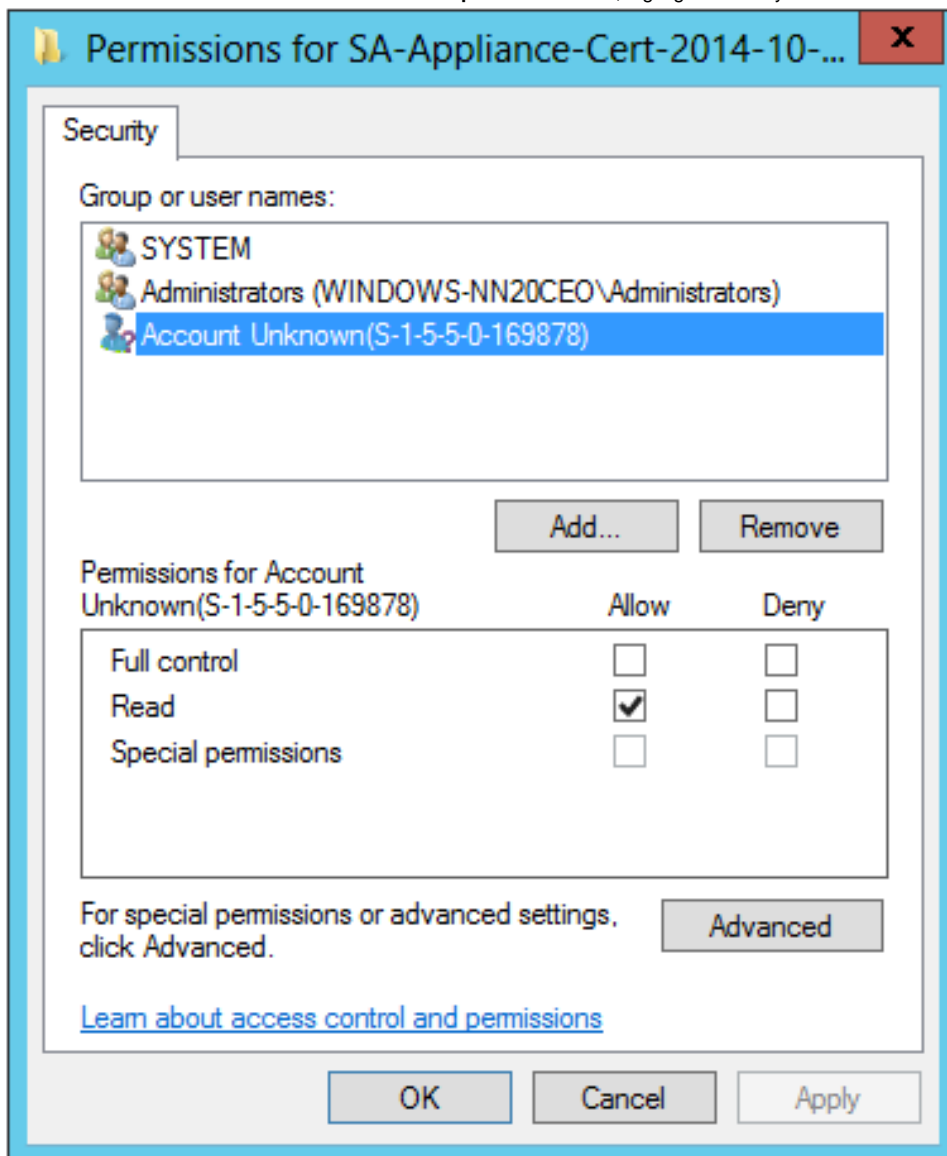 Permissions for SA-Appliance-Cert-2014-10-...
x
Security
Group or user names:
SYSTEM
Administrators (WINDOWS-NN20CEO\Administrators)
Account Unknown(S-1-5-5-0-169878)
Add...
Remove
Permissions for Account
Unknown(S-1-5-5-0-169878)
Allow
Deny
Full control
Read
Special permissions
For special permissions or advanced settings,
click Advanced.
Advanced
Learn about access control and permissions
OK
Cancel
Apply